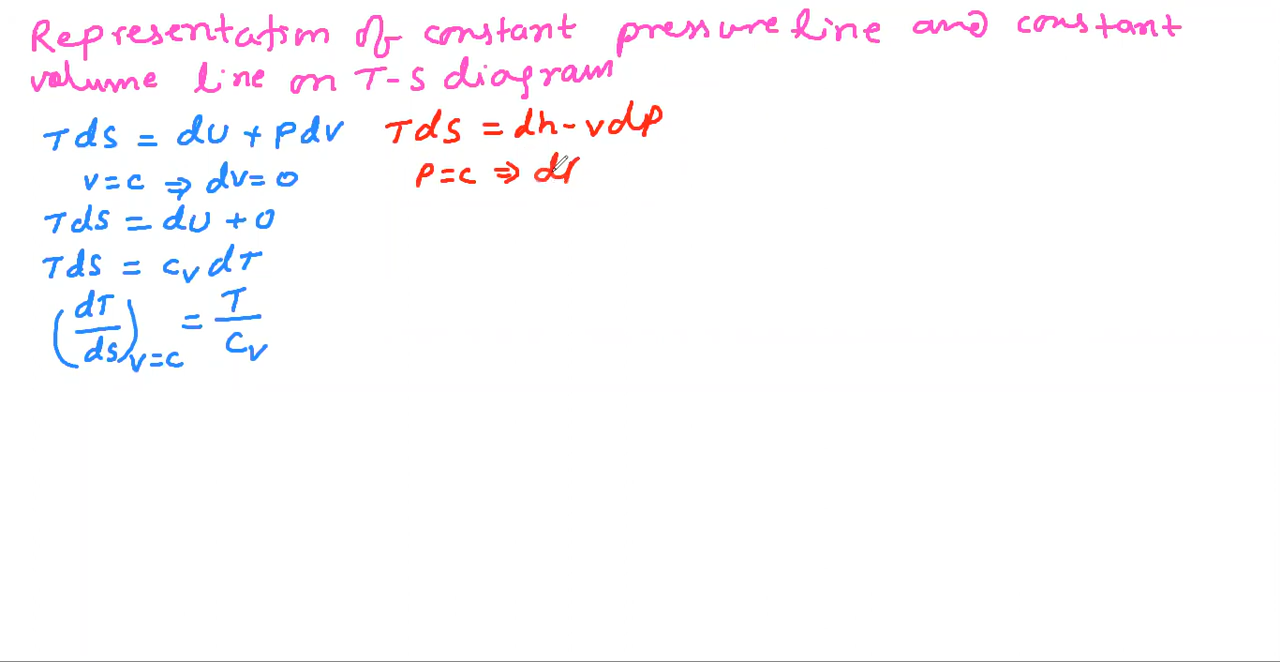 Representation of constant pressure line and constant
volume line on T-S diagram
Tds = du + Pdv
v=c ⇒ dv=0
Tds = du + 0
Tds = cv dT
(dT/ds)v=c = T/cv
Tds = dh - vdp
P=c ⇒ d